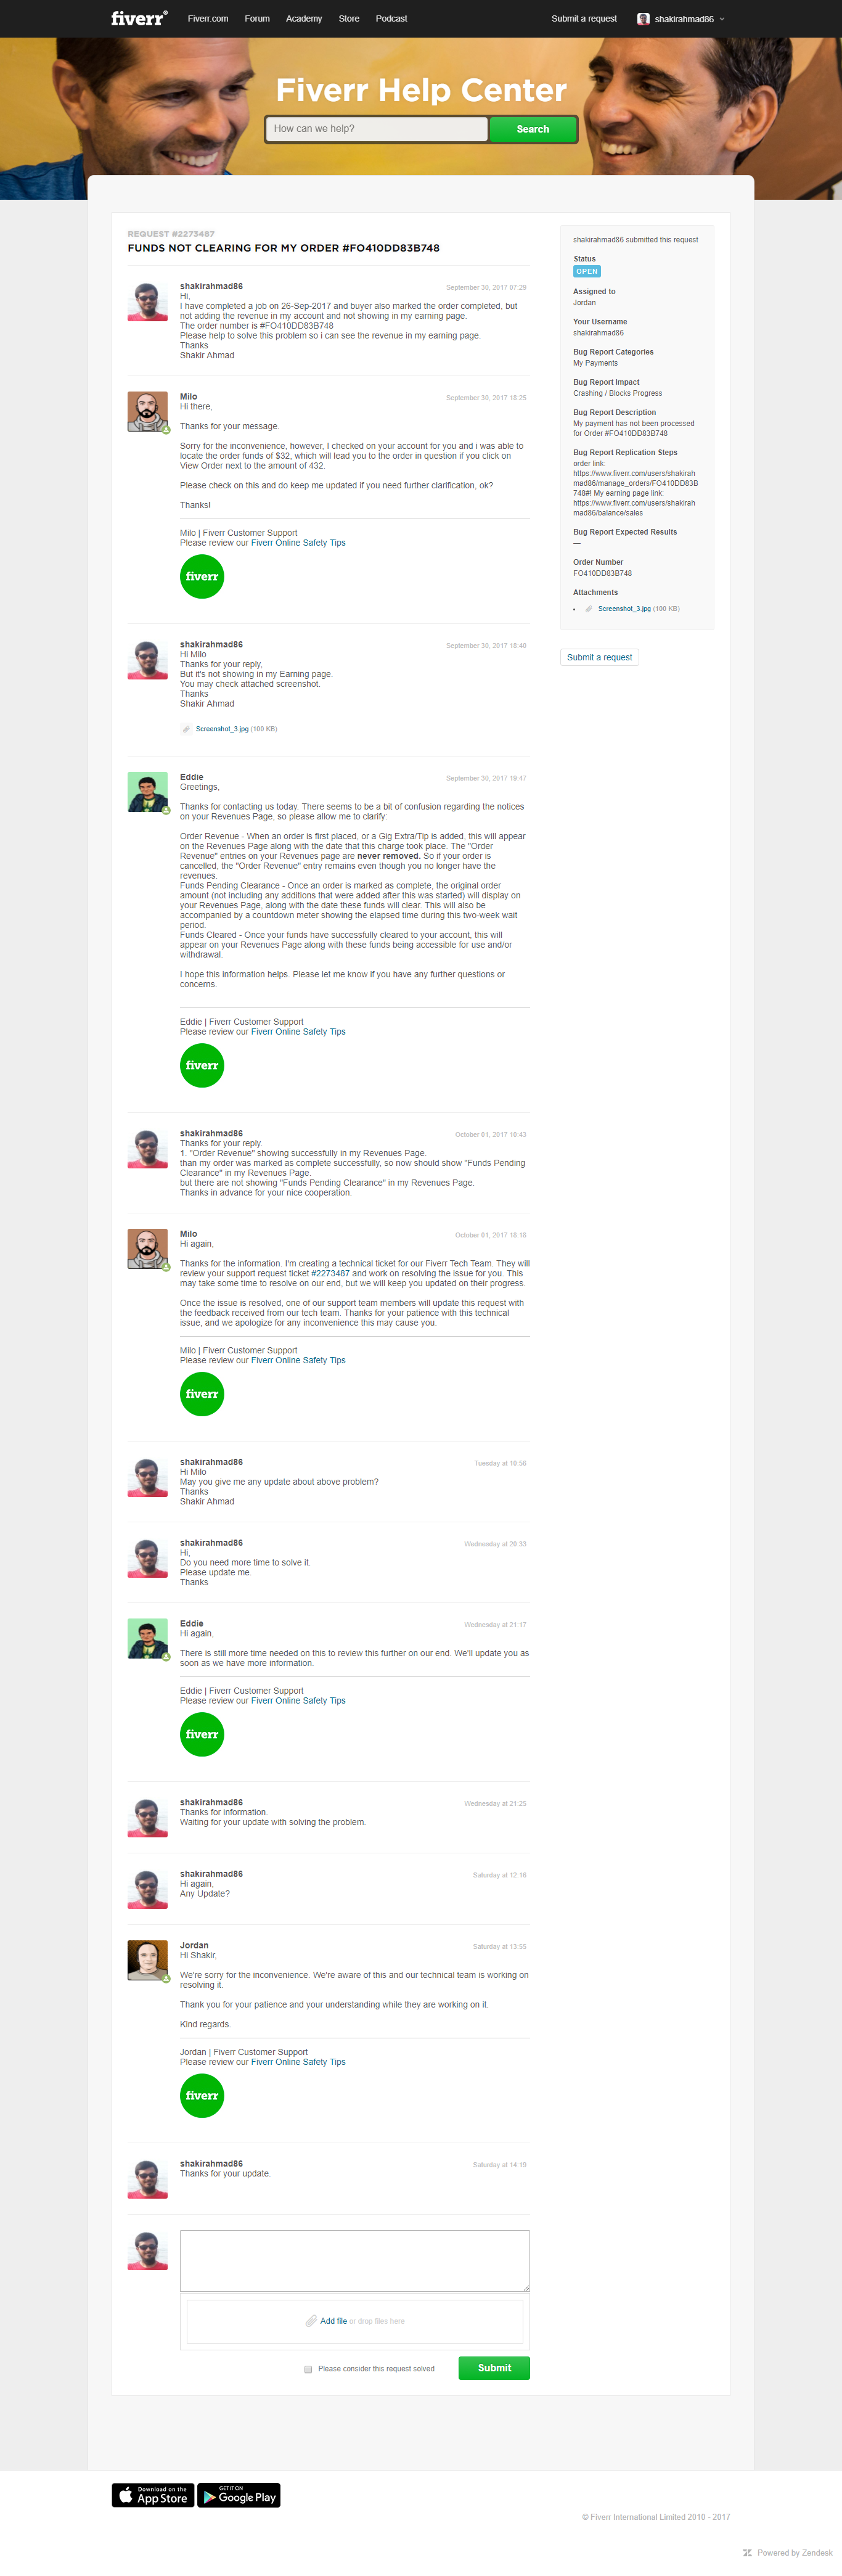 fiverr®
Fiverr.com Forum Academy Store Podcast
Submit a request shakirahmad86
Fiverr Help Center
How can we help? Search
REQUEST #2273487
FUNDS NOT CLEARING FOR MY ORDER #FO410DD83B748
shakirahmad86 September 30, 2017 07:29
Hi,
I have completed a job on 26-Sep-2017 and buyer also marked the order completed, but
not adding the revenue in my account and not showing in my earning page.
The order number is #FO410DD83B748
Please help to solve this problem so i can see the revenue in my earning page.
Thanks
Shakir Ahmad
Milo September 30, 2017 18:25
Hi there,
Thanks for your message.
Sorry for the inconvenience, however, I checked on your account for you and i was able to
locate the order funds of $32, which will lead you to the order in question if you click on
View Order next to the amount of 432.
Please check on this and do keep me updated if you need further clarification, ok?
Thanks!
Milo | Fiverr Customer Support
Please review our Fiverr Online Safety Tips
fiverr
shakirahmad86 September 30, 2017 18:40
Hi Milo
Thanks for your reply,
But it's not showing in my Earning page.
You may check attached screenshot.
Thanks
Shakir Ahmad
Screenshot_3.jpg (100 KB)
Eddie September 30, 2017 19:47
Greetings,
Thanks for contacting us today. There seems to be a bit of confusion regarding the notices
on your Revenues Page, so please allow me to clarify:
Order Revenue - When an order is first placed, or a Gig Extra/Tip is added, this will appear
on the Revenues Page along with the date that this charge took place. The "Order
Revenue" entries on your Revenues page are never removed. So if your order is
cancelled, the "Order Revenue" entry remains even though you no longer have the
revenues.
Funds Pending Clearance - Once an order is marked as complete, the original order
amount (not including any additions that were added after this was started) will display on
your Revenues Page, along with the date these funds will clear. This will also be
accompanied by a countdown meter showing the elapsed time during this two-week wait
period.
Funds Cleared - Once your funds have successfully cleared to your account, this will
appear on your Revenues Page along with these funds being accessible for use and/or
withdrawal.
I hope this information helps. Please let me know if you have any further questions or
concerns.
Eddie | Fiverr Customer Support
Please review our Fiverr Online Safety Tips
fiverr
shakirahmad86 October 01, 2017 10:43
Thanks for your reply.
1. "Order Revenue" showing successfully in my Revenues Page.
than my order was marked as complete successfully, so now should show "Funds Pending
Clearance" in my Revenues Page.
but there are not showing "Funds Pending Clearance" in my Revenues Page.
Thanks in advance for your nice cooperation.
Milo October 01, 2017 18:18
Hi again,
Thanks for the information. I'm creating a technical ticket for our Fiverr Tech Team. They will
review your support request ticket #2273487 and work on resolving the issue for you. This
may take some time to resolve on our end, but we will keep you updated on their progress.
Once the issue is resolved, one of our support team members will update this request with
the feedback received from our tech team. Thanks for your patience with this technical
issue, and we apologize for any inconvenience this may cause you.
Milo | Fiverr Customer Support
Please review our Fiverr Online Safety Tips
fiverr
shakirahmad86 Tuesday at 10:56
Hi Milo
May you give me any update about above problem?
Thanks
Shakir Ahmad
shakirahmad86 Wednesday at 20:33
Hi,
Do you need more time to solve it.
Please update me.
Thanks
Eddie Wednesday at 21:17
Hi again,
There is still more time needed on this to review this further on our end. We'll update you as
soon as we have more information.
Eddie | Fiverr Customer Support
Please review our Fiverr Online Safety Tips
fiverr
shakirahmad86 Wednesday at 21:25
Thanks for information.
Waiting for your update with solving the problem.
shakirahmad86 Saturday at 12:16
Hi again,
Any Update?
Jordan Saturday at 13:55
Hi Shakir,
We're sorry for the inconvenience. We're aware of this and our technical team is working on
resolving it.
Thank you for your patience and your understanding while they are working on it.
Kind regards.
Jordan | Fiverr Customer Support
Please review our Fiverr Online Safety Tips
fiverr
shakirahmad86 Saturday at 14:19
Thanks for your update.
Add file or drop files here
Please consider this request solved Submit
shakirahmad86 submitted this request
Status
OPEN
Assigned to
Jordan
Your Username
shakirahmad86
Bug Report Categories
My Payments
Bug Report Impact
Crashing / Blocks Progress
Bug Report Description
My payment has not been processed
for Order #FO410DD83B748
Bug Report Replication Steps
order link:
https://www.fiverr.com/users/shakirah
mad86/manage_orders/FO410DD83B
748#! My earning page link:
https://www.fiverr.com/users/shakirah
mad86/balance/sales
Bug Report Expected Results
—
Order Number
FO410DD83B748
Attachments
Screenshot_3.jpg (100 KB)
Submit a request
Download on the
App Store
GET IT ON
Google Play
© Fiverr International Limited 2010 - 2017
Powered by Zendesk